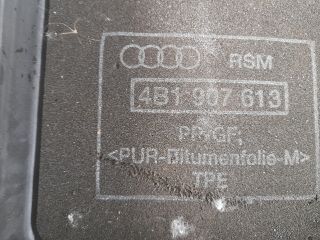 RSM
4B1 907 613
PP-GF,
<PUR-Bitumenfolie-M>
TPE